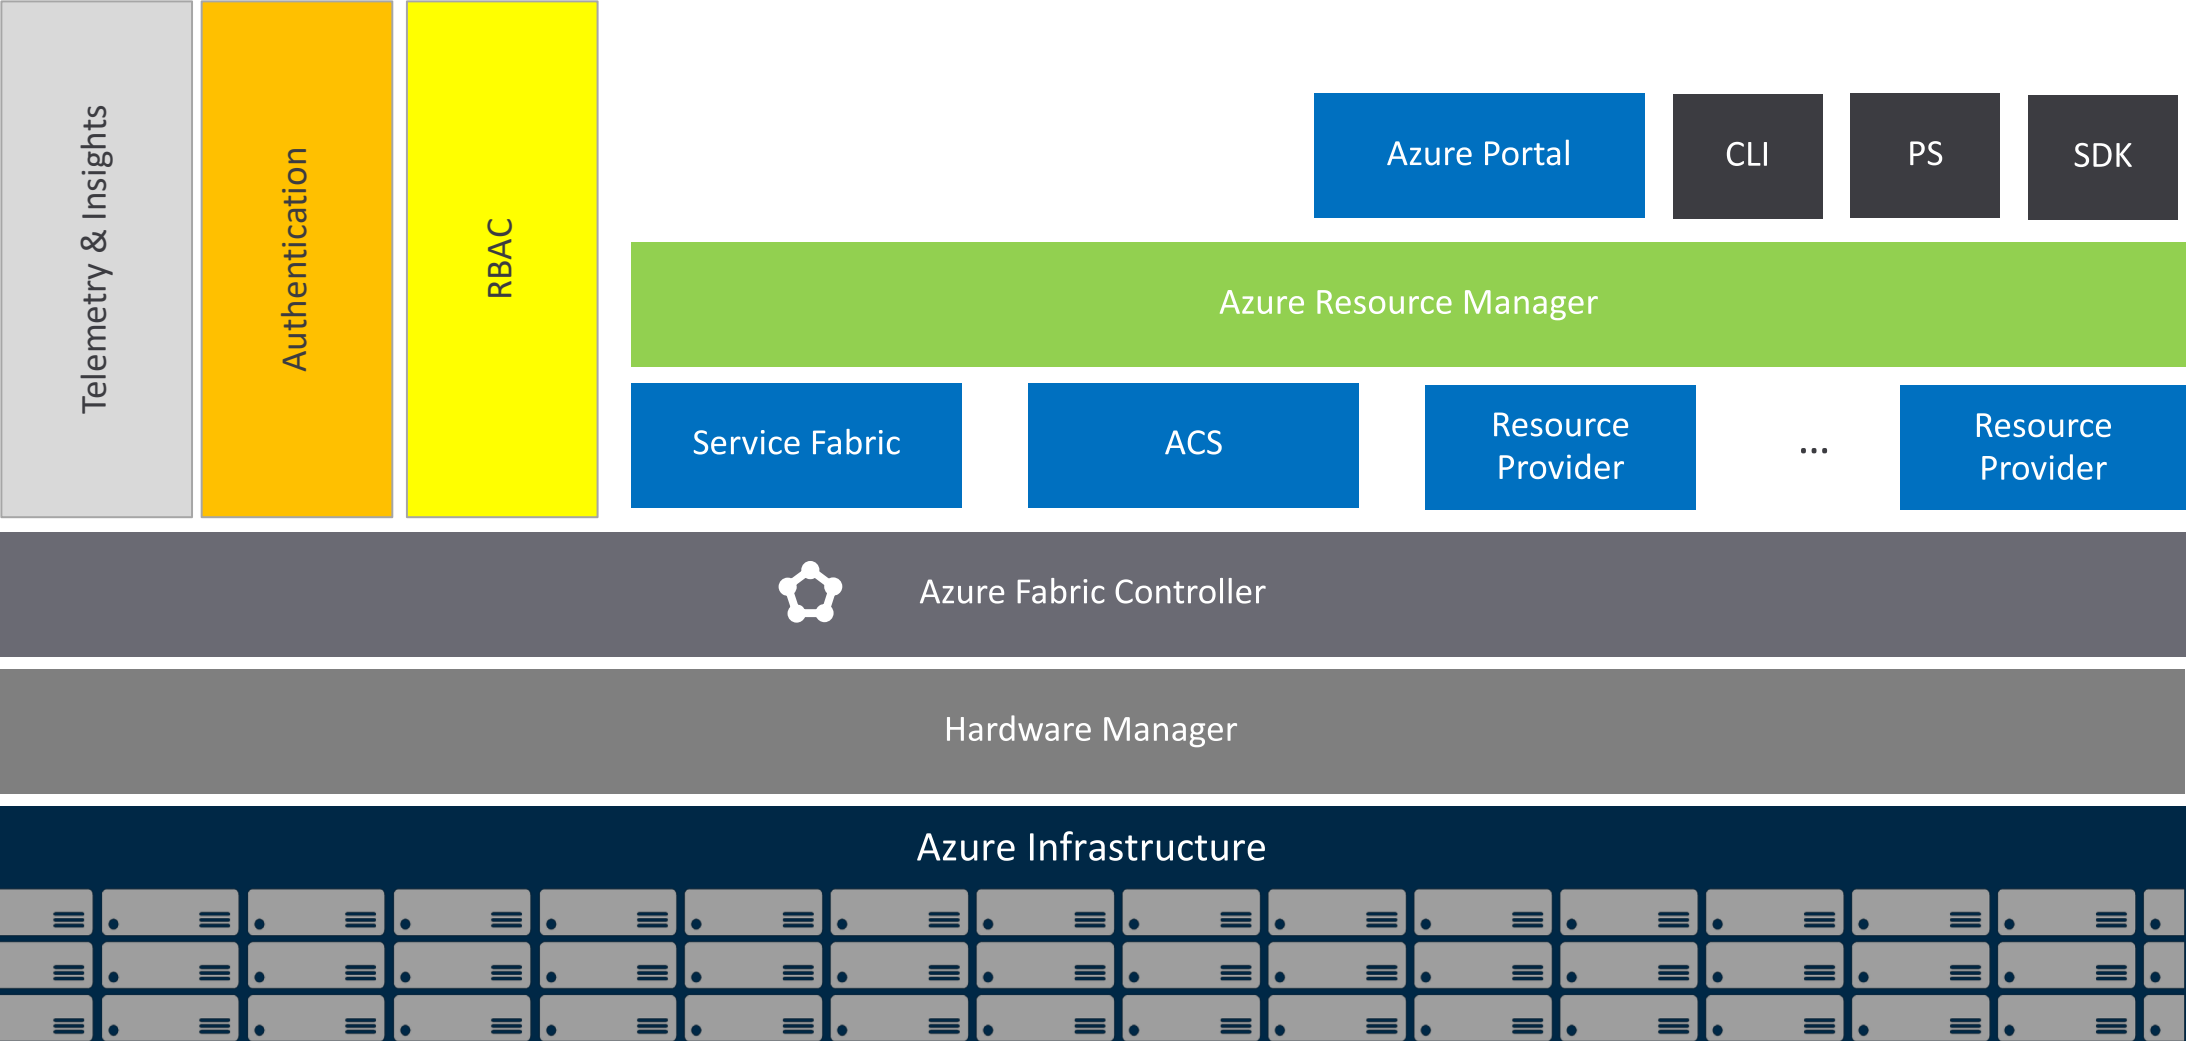 Telemetry & Insights
Authentication
RBAC
Azure Portal
CLI
PS
SDK
Azure Resource Manager
Service Fabric
ACS
Resource
Provider
...
Resource
Provider
Azure Fabric Controller
Hardware Manager
Azure Infrastructure